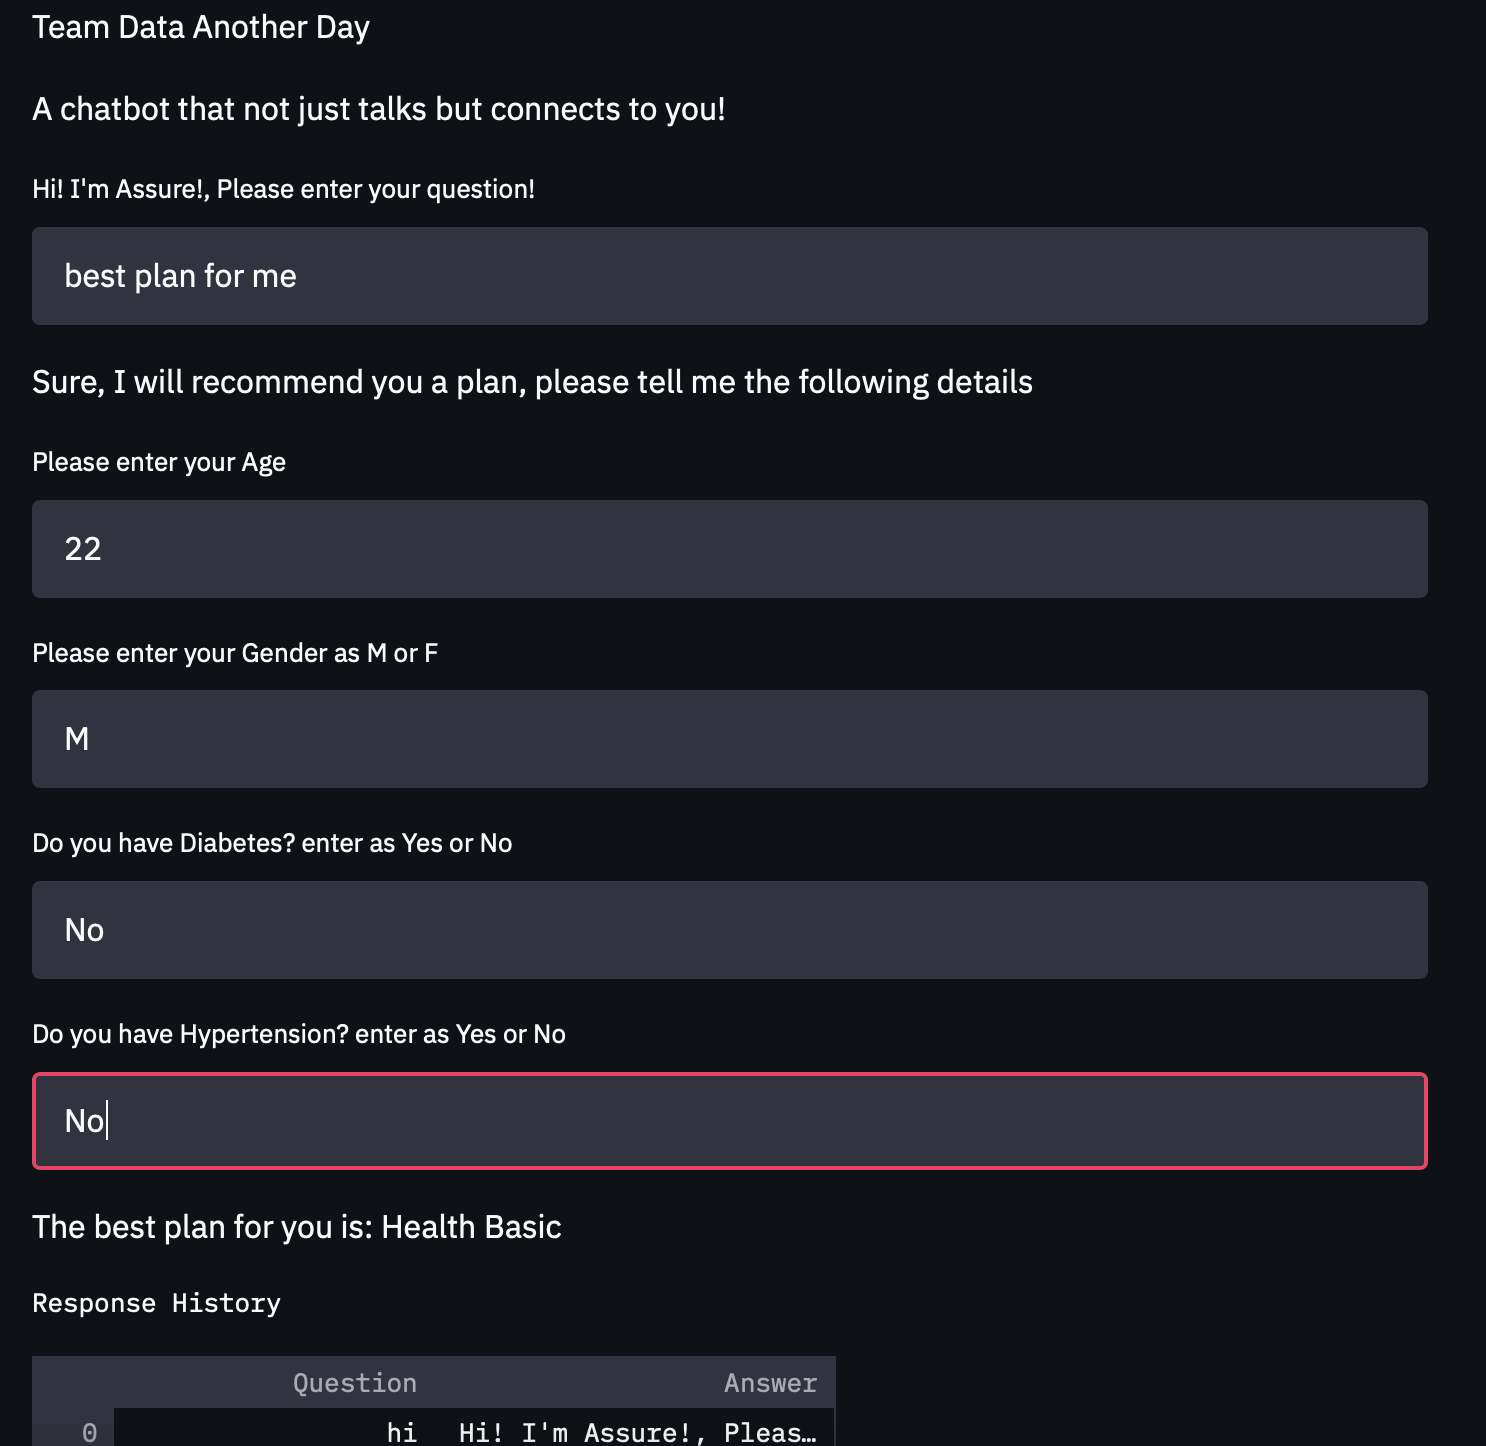 Team Data Another Day
A chatbot that not just talks but connects to you!
Hi! I'm Assure!, Please enter your question!
best plan for me
Sure, I will recommend you a plan, please tell me the following details
Please enter your Age
22
Please enter your Gender as M or F
M
Do you have Diabetes? enter as Yes or No
No
Do you have Hypertension? enter as Yes or No
No
The best plan for you is: Health Basic
Response History
Question Answer
0 hi Hi! I'm Assure!, Pleas…